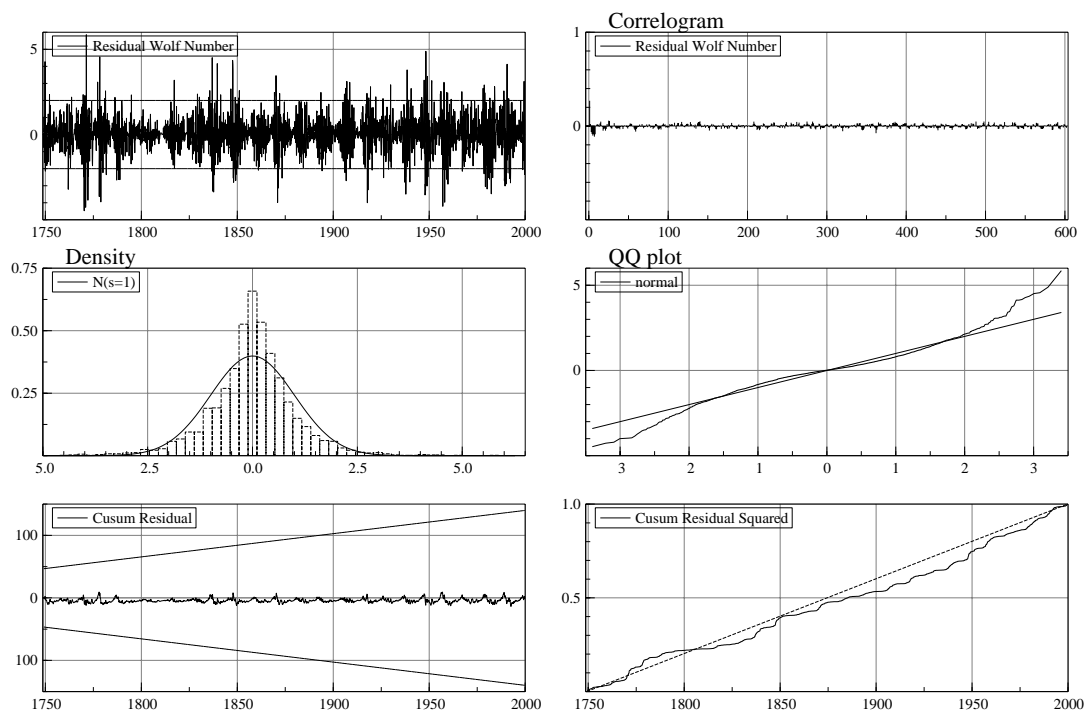 Correlogram
Residual Wolf Number
5
0
1750 1800 1850 1900 1950 2000
1
Residual Wolf Number
0
0 100 200 300 400 500 600
Density
0.75
N(s=1)
0.50
0.25
5.0 2.5 0.0 2.5 5.0
QQ plot
normal
5
0
3 2 1 0 1 2 3
Cusum Residual
100
0
100
1750 1800 1850 1900 1950 2000
1.0
Cusum Residual Squared
0.5
1750 1800 1850 1900 1950 2000